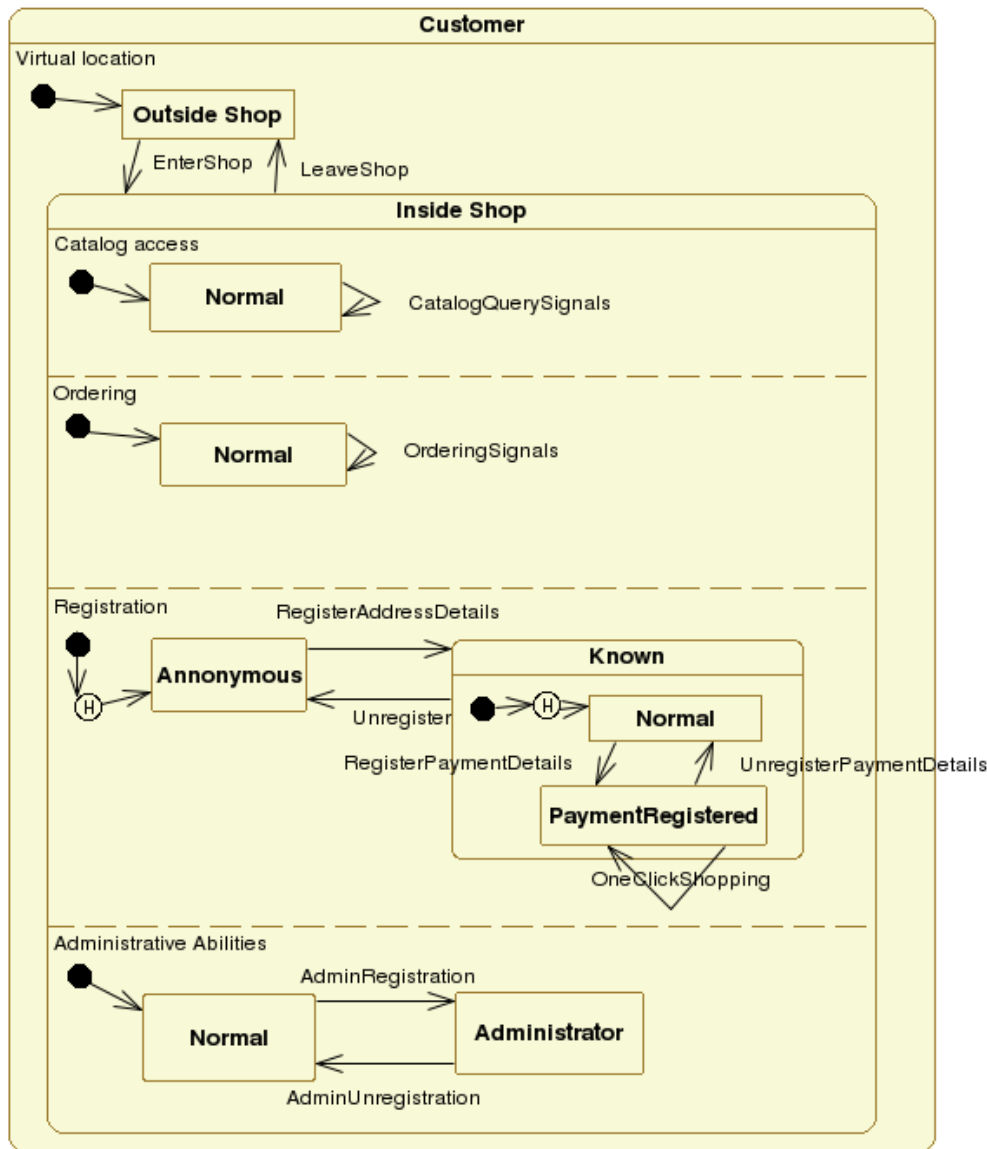 Customer
Virtual location
Outside Shop
EnterShop
LeaveShop
Inside Shop
Catalog access
Normal
CatalogQuerySignals
Ordering
Normal
OrderingSignals
Registration
RegisterAddressDetails
Annonymous
Known
H
H
Normal
Unregister
RegisterPaymentDetails
UnregisterPaymentDetails
PaymentRegistered
OneClickShopping
Administrative Abilities
AdminRegistration
Normal
Administrator
AdminUnregistration